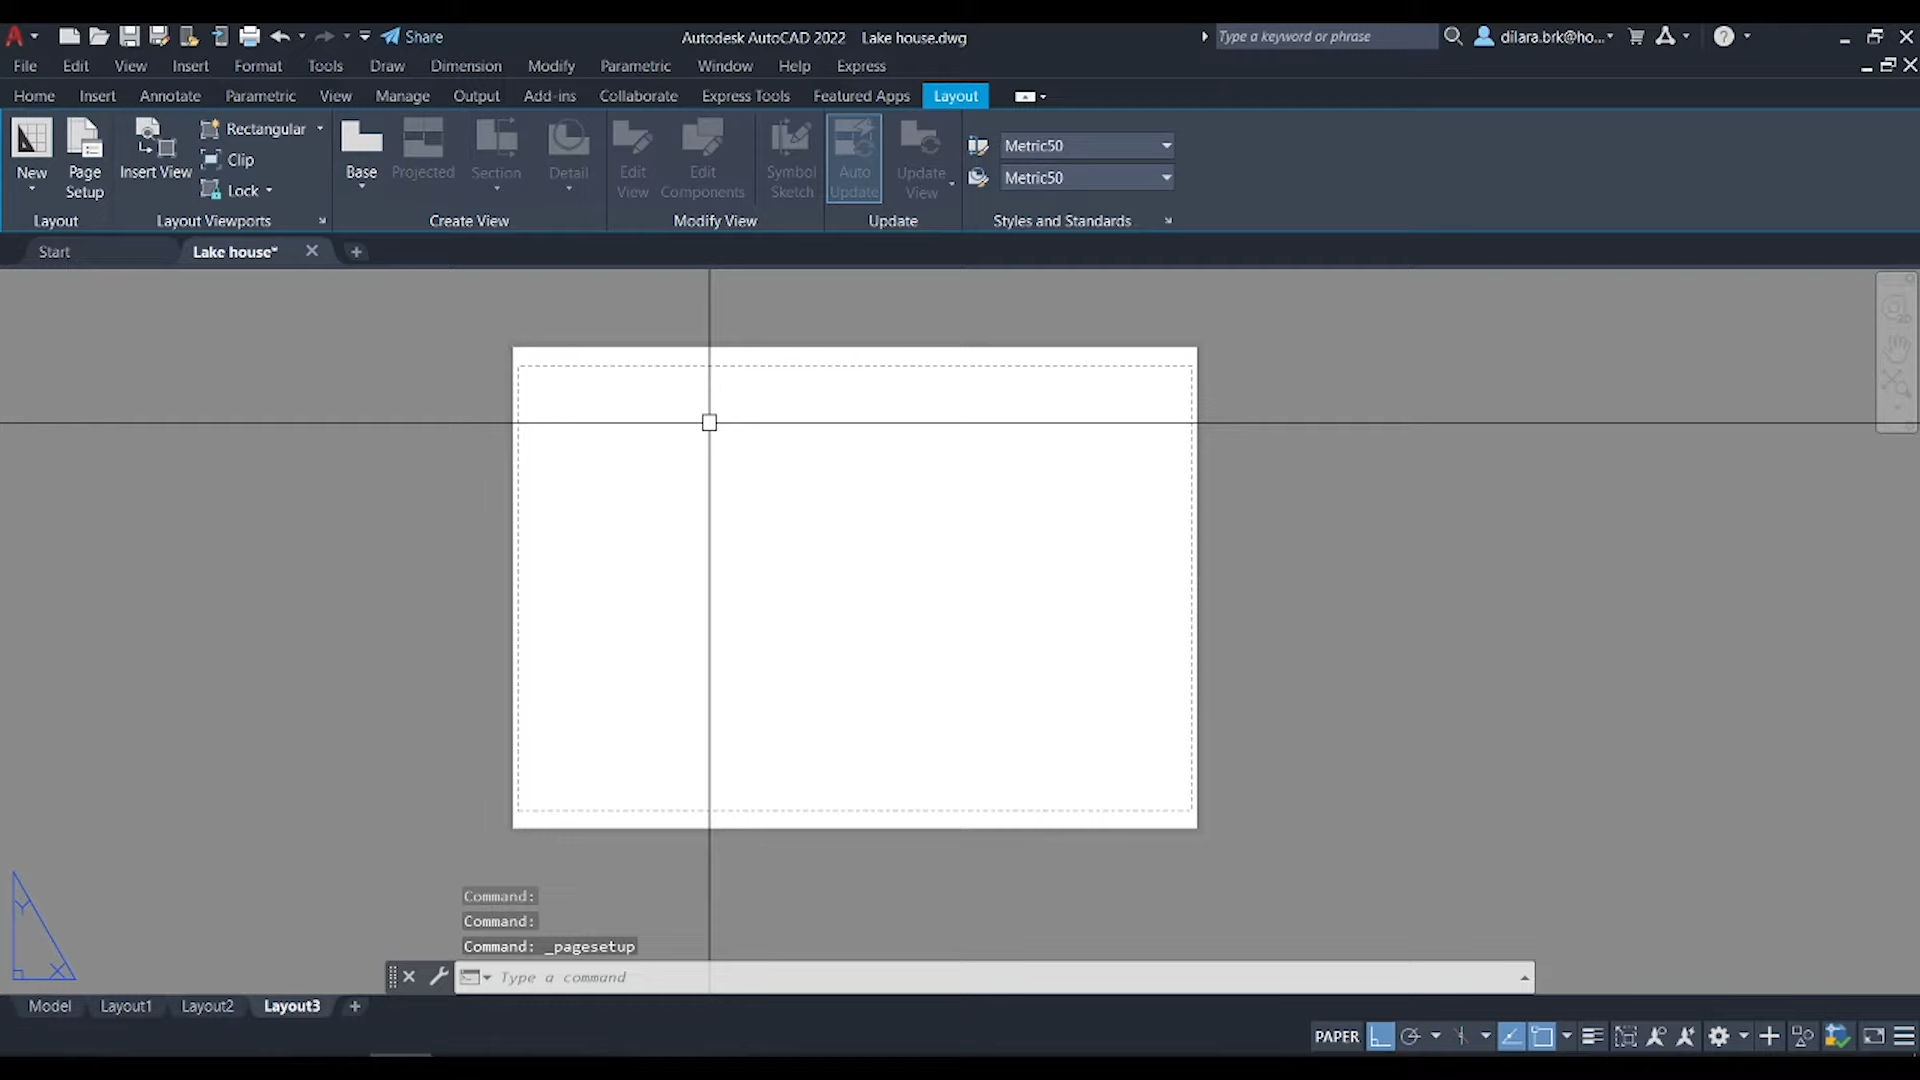 Share
Autodesk AutoCAD 2022 Lake house.dwg
Type a keyword or phrase
dilara.brk@ho...
File Edit View Insert Format Tools Draw Dimension Modify Parametric Window Help Express
Home Insert Annotate Parametric View Manage Output Add-ins Collaborate Express Tools Featured Apps Layout
New
Page Setup
Insert View
Rectangular
Clip
Lock
Base
Projected
Section
Detail
Edit View
Edit Components
Symbol Sketch
Auto Update
Update View
Metric50
Metric50
Layout Layout Viewports Create View Modify View Update Styles and Standards
Start Lake house*
Command:
Command:
Command: _pagesetup
Type a command
Y
X
Model Layout1 Layout2 Layout3
PAPER